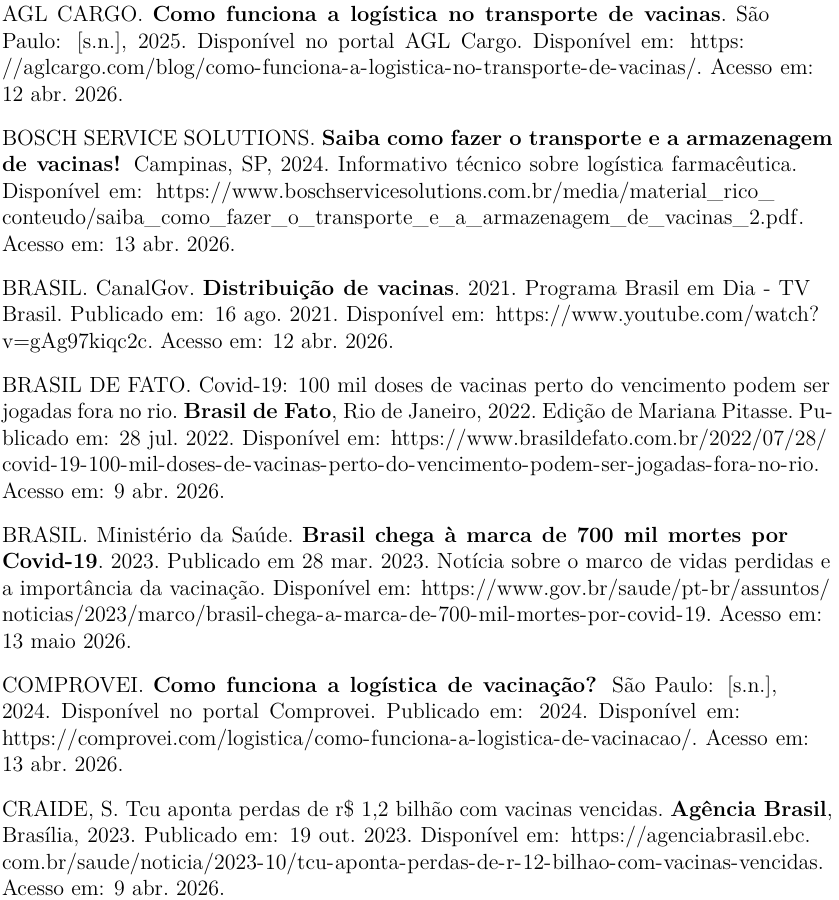 AGL CARGO. Como funciona a logística no transporte de vacinas. São
Paulo: [s.n.], 2025. Disponível no portal AGL Cargo. Disponível em: https:
//aglcargo.com/blog/como-funciona-a-logistica-no-transporte-de-vacinas/. Acesso em:
12 abr. 2026.
BOSCH SERVICE SOLUTIONS. Saiba como fazer o transporte e a armazenagem
de vacinas! Campinas, SP, 2024. Informativo técnico sobre logística farmacêutica.
Disponível em: https://www.boschservicesolutions.com.br/media/material_rico_
conteudo/saiba_como_fazer_o_transporte_e_a_armazenagem_de_vacinas_2.pdf.
Acesso em: 13 abr. 2026.
BRASIL. CanalGov. Distribuição de vacinas. 2021. Programa Brasil em Dia - TV
Brasil. Publicado em: 16 ago. 2021. Disponível em: https://www.youtube.com/watch?
v=gAg97kiqc2c. Acesso em: 12 abr. 2026.
BRASIL DE FATO. Covid-19: 100 mil doses de vacinas perto do vencimento podem ser
jogadas fora no rio. Brasil de Fato, Rio de Janeiro, 2022. Edição de Mariana Pitasse. Pu-
blicado em: 28 jul. 2022. Disponível em: https://www.brasildefato.com.br/2022/07/28/
covid-19-100-mil-doses-de-vacinas-perto-do-vencimento-podem-ser-jogadas-fora-no-rio.
Acesso em: 9 abr. 2026.
BRASIL. Ministério da Saúde. Brasil chega à marca de 700 mil mortes por
Covid-19. 2023. Publicado em 28 mar. 2023. Notícia sobre o marco de vidas perdidas e
a importância da vacinação. Disponível em: https://www.gov.br/saude/pt-br/assuntos/
noticias/2023/marco/brasil-chega-a-marca-de-700-mil-mortes-por-covid-19. Acesso em:
13 maio 2026.
COMPROVEI. Como funciona a logística de vacinação? São Paulo: [s.n.],
2024. Disponível no portal Comprovei. Publicado em: 2024. Disponível em:
https://comprovei.com/logistica/como-funciona-a-logistica-de-vacinacao/. Acesso em:
13 abr. 2026.
CRAIDE, S. Tcu aponta perdas de r$ 1,2 bilhão com vacinas vencidas. Agência Brasil,
Brasília, 2023. Publicado em: 19 out. 2023. Disponível em: https://agenciabrasil.ebc.
com.br/saude/noticia/2023-10/tcu-aponta-perdas-de-r-12-bilhao-com-vacinas-vencidas.
Acesso em: 9 abr. 2026.